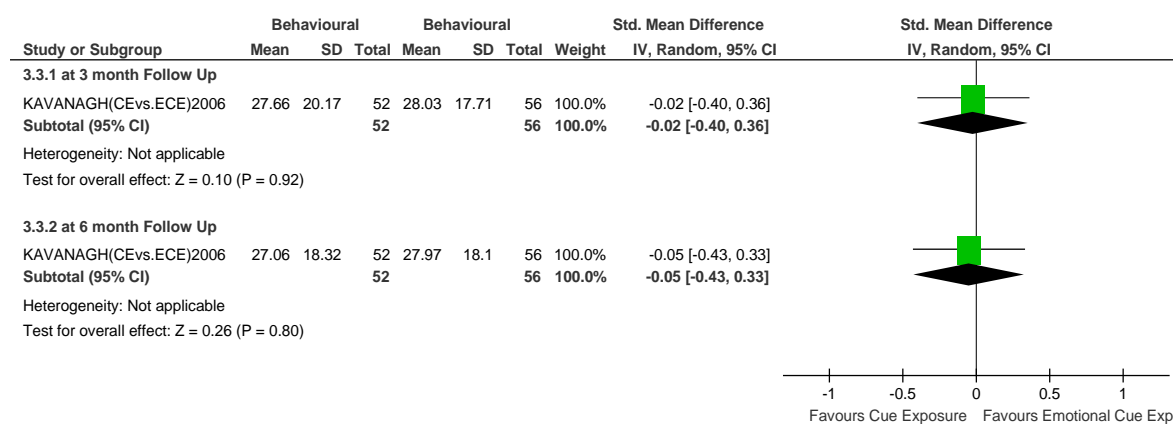 Behavioural Behavioural Std. Mean Difference Std. Mean Difference
Study or Subgroup Mean SD Total Mean SD Total Weight IV, Random, 95% CI IV, Random, 95% CI
3.3.1 at 3 month Follow Up
KAVANAGH(CEvs.ECE)2006 27.66 20.17 52 28.03 17.71 56 100.0% -0.02 [-0.40, 0.36]
Subtotal (95% CI) 52 56 100.0% -0.02 [-0.40, 0.36]
Heterogeneity: Not applicable
Test for overall effect: Z = 0.10 (P = 0.92)
3.3.2 at 6 month Follow Up
KAVANAGH(CEvs.ECE)2006 27.06 18.32 52 27.97 18.1 56 100.0% -0.05 [-0.43, 0.33]
Subtotal (95% CI) 52 56 100.0% -0.05 [-0.43, 0.33]
Heterogeneity: Not applicable
Test for overall effect: Z = 0.26 (P = 0.80)
-1 -0.5 0 0.5 1
Favours Cue Exposure Favours Emotional Cue Exp